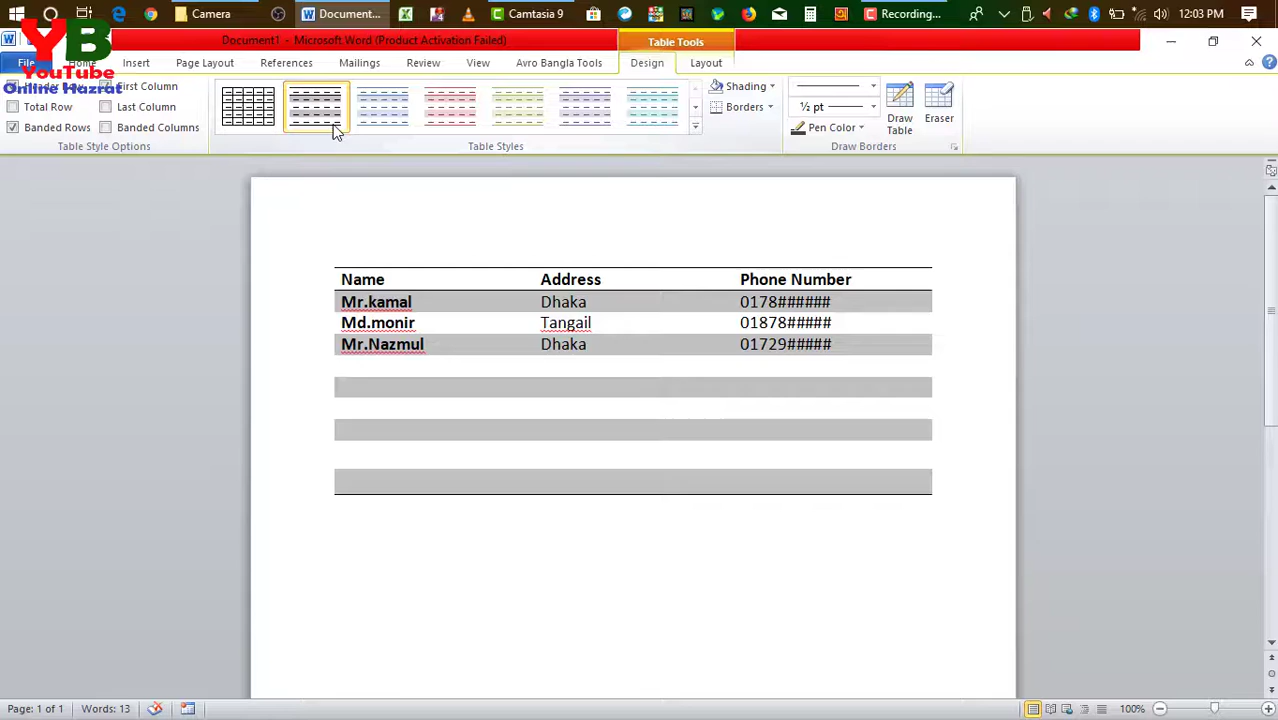 Camera
Document...
Camtasia 9
Recording...
12:03 PM
Document1 - Microsoft Word (Product Activation Failed)
Table Tools
YB
YouTube
Online Hazrat
File
Home
Insert
Page Layout
References
Mailings
Review
View
Avro Bangla Tools
Design
Layout
Header Row
First Column
Total Row
Last Column
Banded Rows
Banded Columns
Table Style Options
Table Styles
Shading
Borders
½ pt
Pen Color
Draw Table
Eraser
Draw Borders
Name Address Phone Number
Mr.kamal Dhaka 0178######
Md.monir Tangail 01878#####
Mr.Nazmul Dhaka 01729#####
Page: 1 of 1
Words: 13
100%